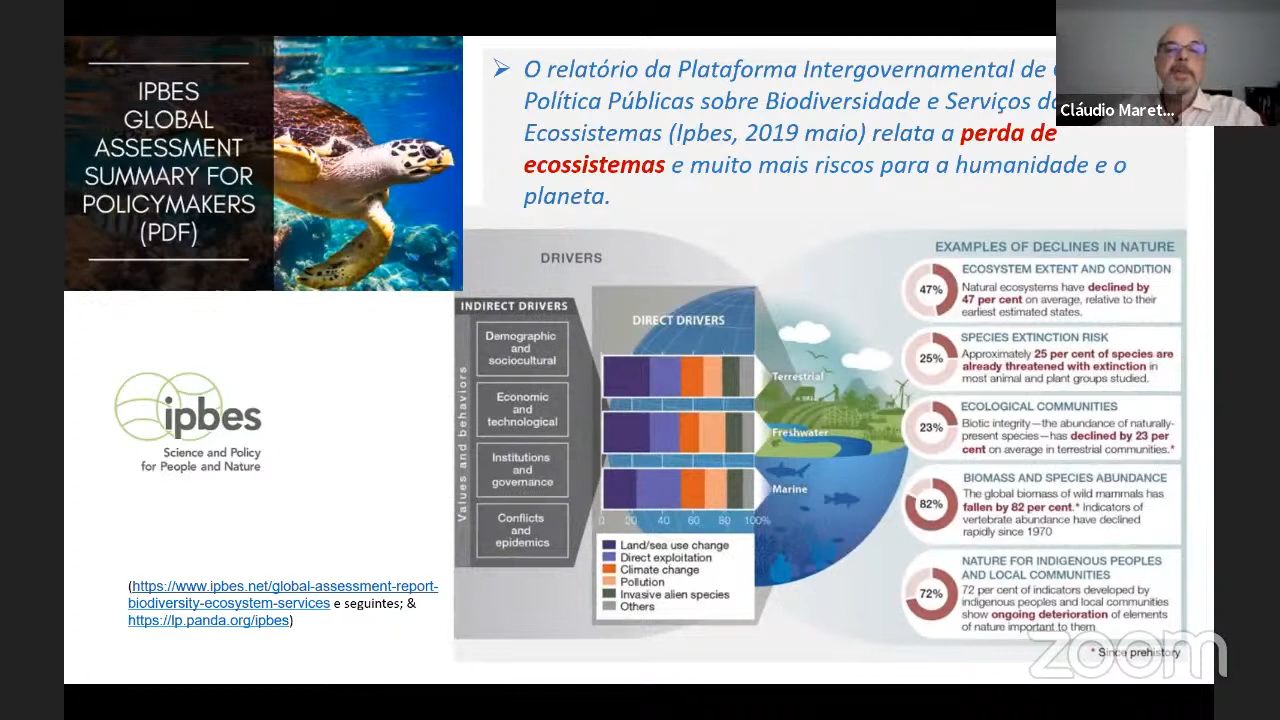 IPBES
GLOBAL
ASSESSMENT
SUMMARY FOR
POLICYMAKERS
(PDF)
➢ O relatório da Plataforma Intergovernamental de
Política Públicas sobre Biodiversidade e Serviços
Ecossistemas (Ipbes, 2019 maio) relata a perda de
ecossistemas e muito mais riscos para a humanidade e o
planeta.
Cláudio Maret...
ipbes
Science and Policy
for People and Nature
(https://www.ipbes.net/global-assessment-report-
biodiversity-ecosystem-services e seguintes; &
https://lp.panda.org/ipbes)
DRIVERS
INDIRECT DRIVERS
Values and behaviors
Demographic
and
sociocultural
Economic
and
technological
Institutions
and
governance
Conflicts
and
epidemics
DIRECT DRIVERS
Terrestrial
Freshwater
Marine
0 20 40 60 80 100%
Land/sea use change
Direct exploitation
Climate change
Pollution
Invasive alien species
Others
EXAMPLES OF DECLINES IN NATURE
47%
ECOSYSTEM EXTENT AND CONDITION
Natural ecosystems have declined by
47 per cent on average, relative to their
earliest estimated states.
25%
SPECIES EXTINCTION RISK
Approximately 25 per cent of species are
already threatened with extinction in
most animal and plant groups studied.
23%
ECOLOGICAL COMMUNITIES
Biotic integrity—the abundance of naturally-
present species—has declined by 23 per
cent on average in terrestrial communities.*
82%
BIOMASS AND SPECIES ABUNDANCE
The global biomass of wild mammals has
fallen by 82 per cent.* Indicators of
vertebrate abundance have declined
rapidly since 1970
72%
NATURE FOR INDIGENOUS PEOPLES
AND LOCAL COMMUNITIES
72 per cent of indicators developed by
indigenous peoples and local communities
show ongoing deterioration of elements
of nature important to them
* Since prehistory
zoom